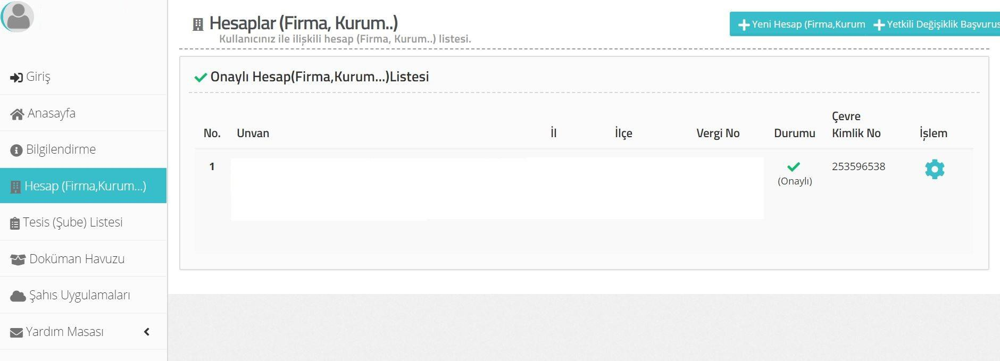 Giriş
Anasayfa
Bilgilendirme
Hesap (Firma,Kurum...)
Tesis (Şube) Listesi
Doküman Havuzu
Şahıs Uygulamaları
Yardım Masası
Hesaplar (Firma, Kurum..)
Kullanıcınız ile ilişkili hesap (Firma, Kurum..) listesi.
Yeni Hesap (Firma,Kurum
Yetkili Değişiklik Başvurus
Onaylı Hesap(Firma,Kurum...)Listesi
No. Unvan İl İlçe Vergi No Durumu Çevre Kimlik No İşlem
1 253596538
(Onaylı)